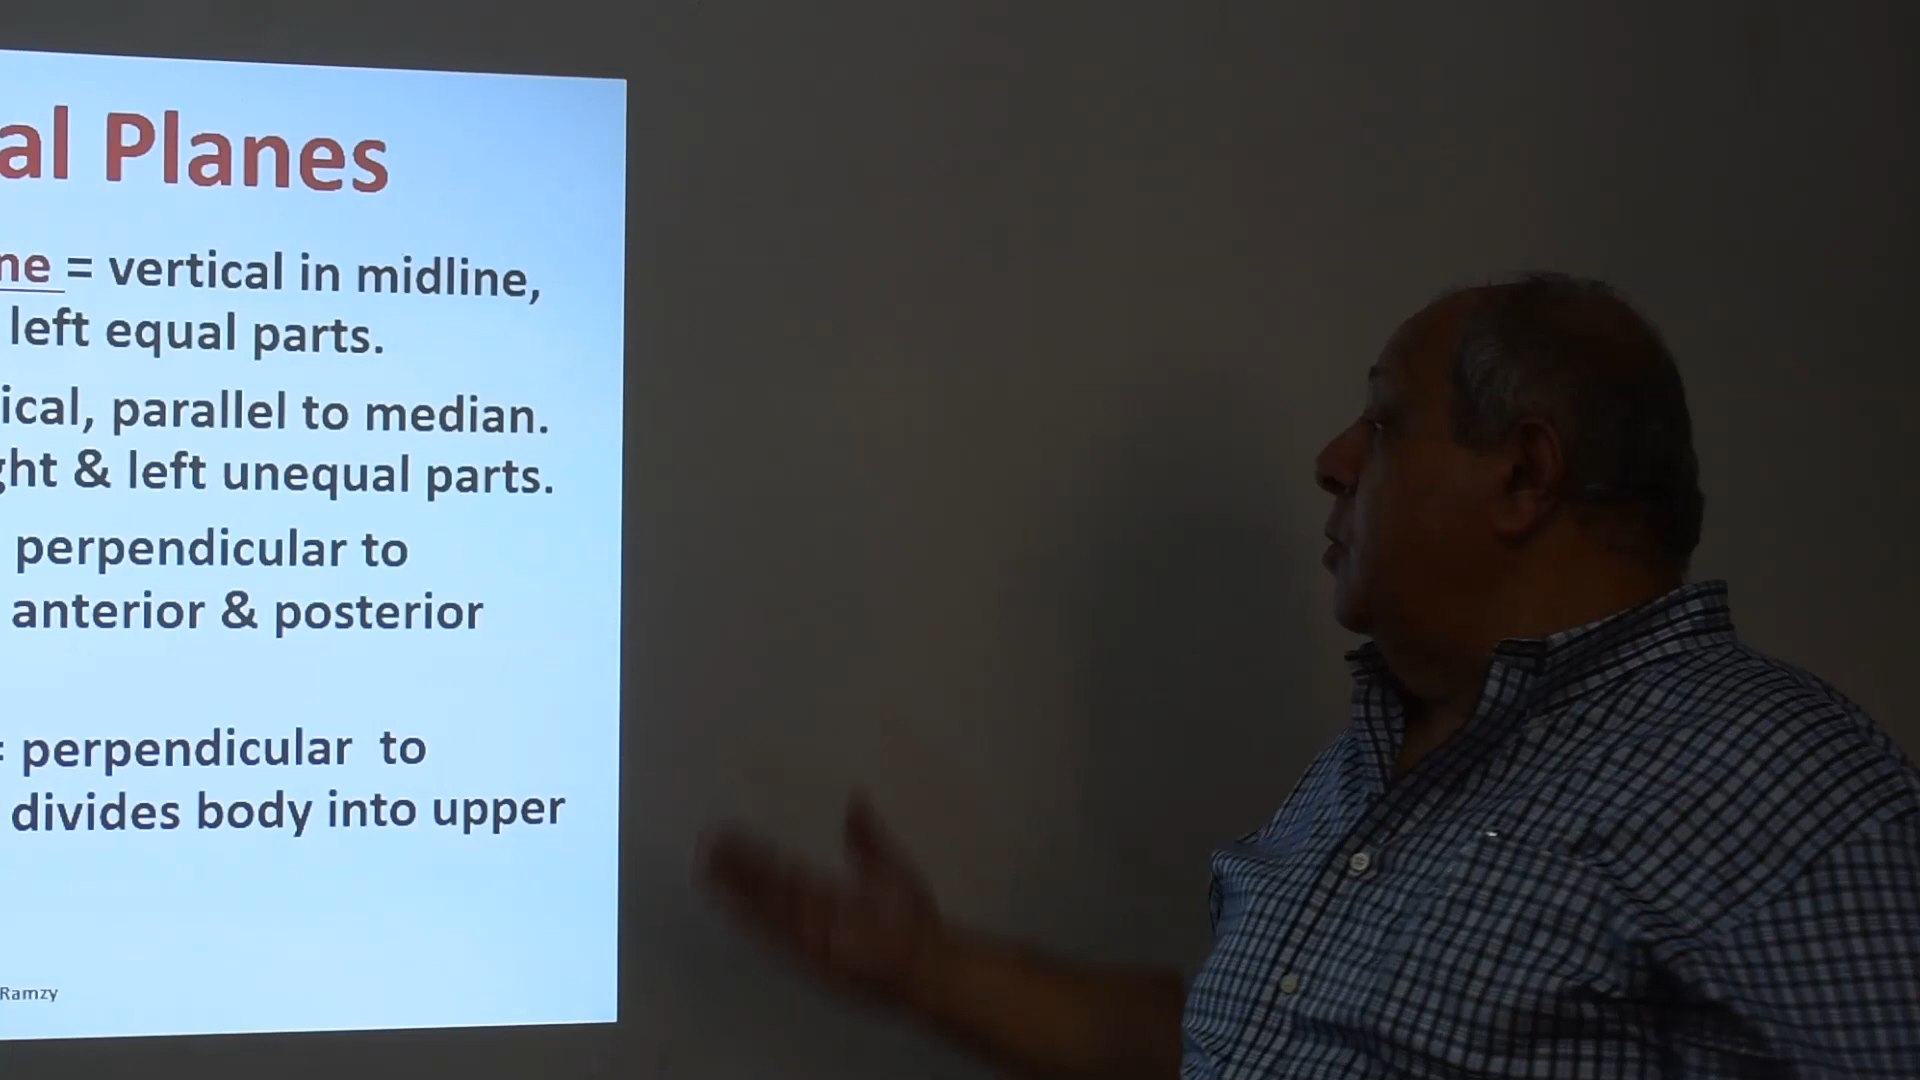 al Planes
ne = vertical in midline,
left equal parts.
ical, parallel to median.
ght & left unequal parts.
perpendicular to
anterior & posterior
= perpendicular to
divides body into upper
Ramzy